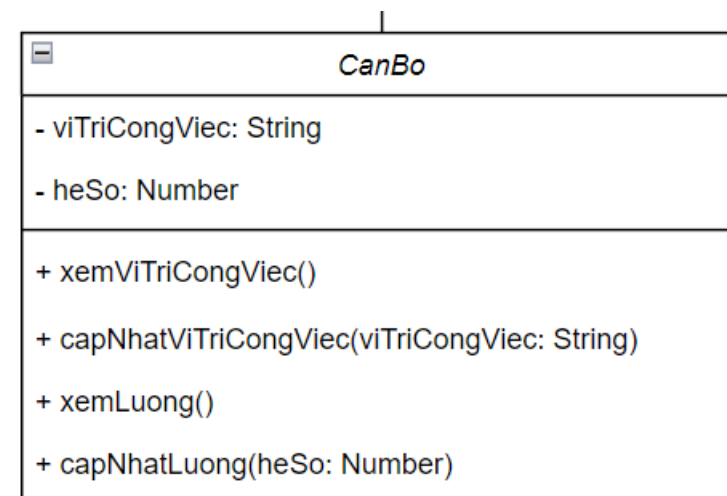 CanBo
- viTriCongViec: String
- heSo: Number
+ xemViTriCongViec()
+ capNhatViTriCongViec(viTriCongViec: String)
+ xemLuong()
+ capNhatLuong(heSo: Number)